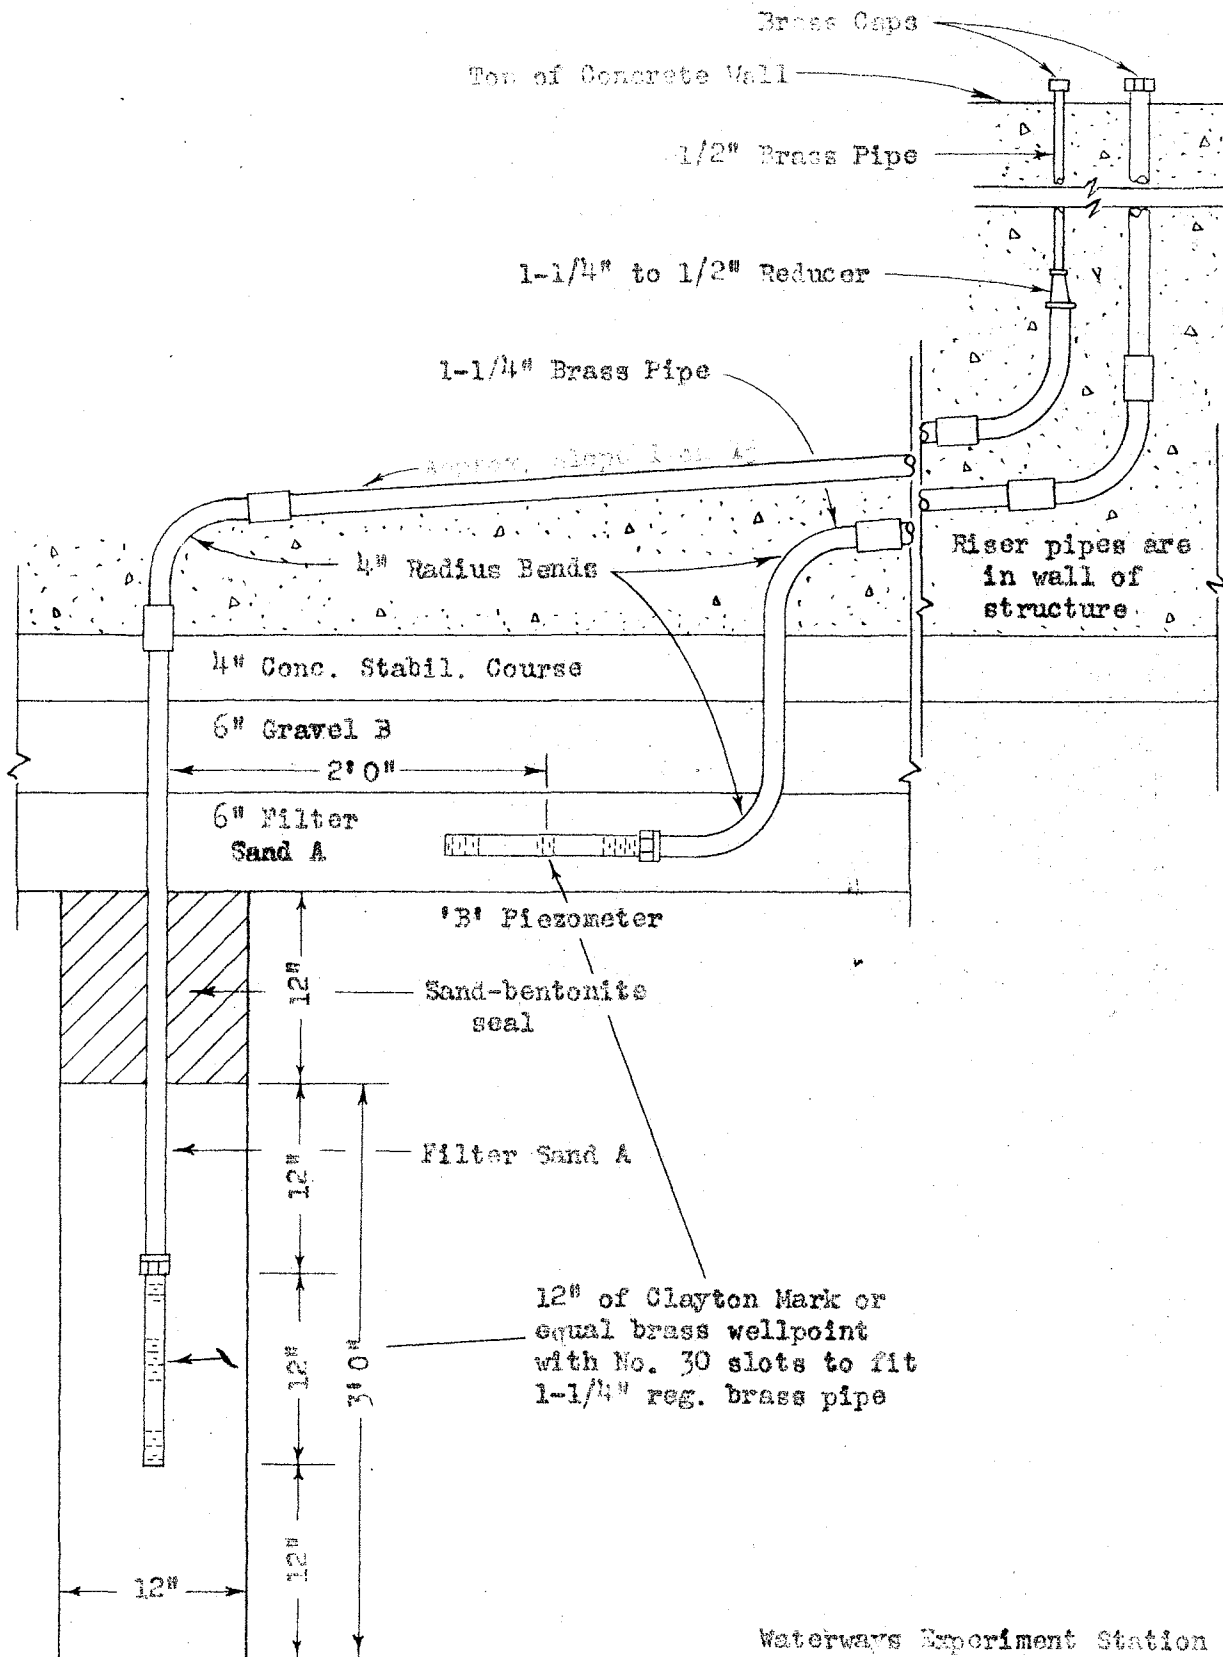 Brass Caps
Top of Concrete Wall
1/2" Brass Pipe
1-1/4" to 1/2" Reducer
1-1/4" Brass Pipe
Approx. slope
4" Radius Bends
Riser pipes are
in wall of
structure
4" Conc. Stabil. Course
6" Gravel B
2'0"
6" Filter
Sand A
'B' Piezometer
12"
Sand-bentonite
seal
12"
Filter Sand A
12" of Clayton Mark or
equal brass wellpoint
with No. 30 slots to fit
1-1/4" reg. brass pipe
12"
3'0"
12"
12"
Waterways Experiment Station